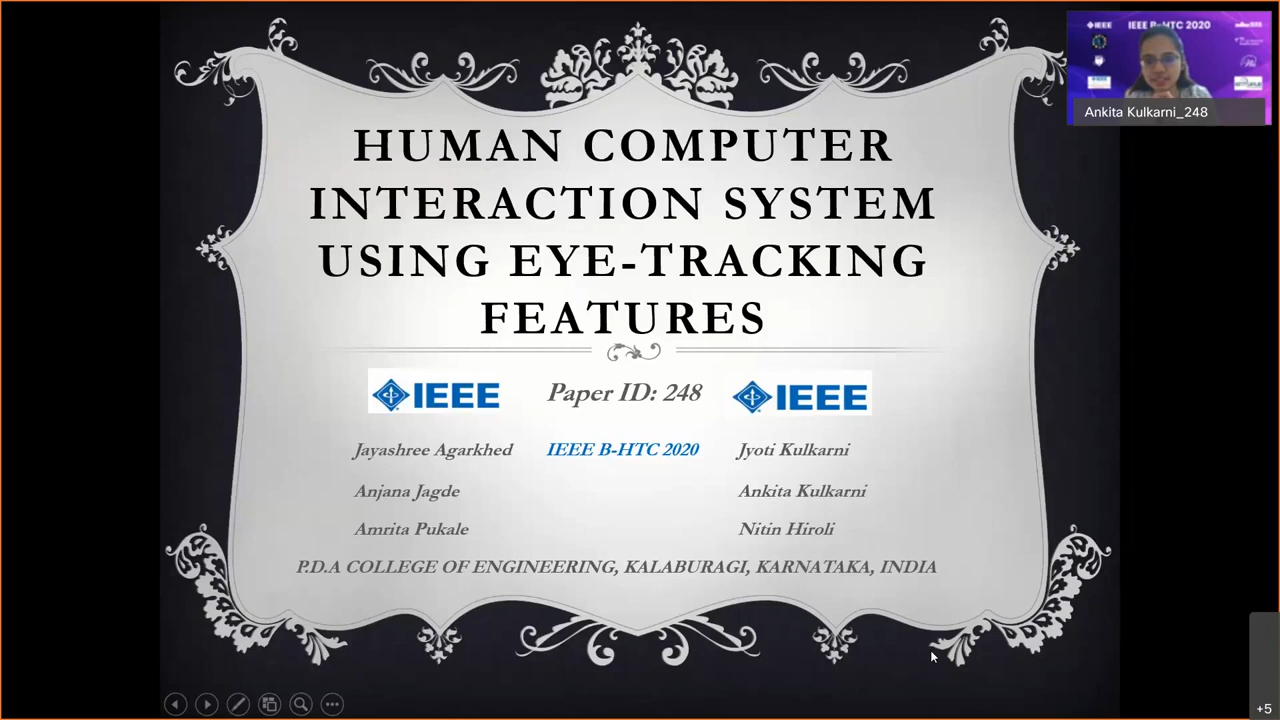 IEEE
IEEE B-HTC 2020
Ankita Kulkarni_248
HUMAN COMPUTER
INTERACTION SYSTEM
USING EYE-TRACKING
FEATURES
IEEE Paper ID: 248 IEEE
Jayashree Agarkhed IEEE B-HTC 2020 Jyoti Kulkarni
Anjana Jagde Ankita Kulkarni
Amrita Pukale Nitin Hiroli
P.D.A COLLEGE OF ENGINEERING, KALABURAGI, KARNATAKA, INDIA
+5